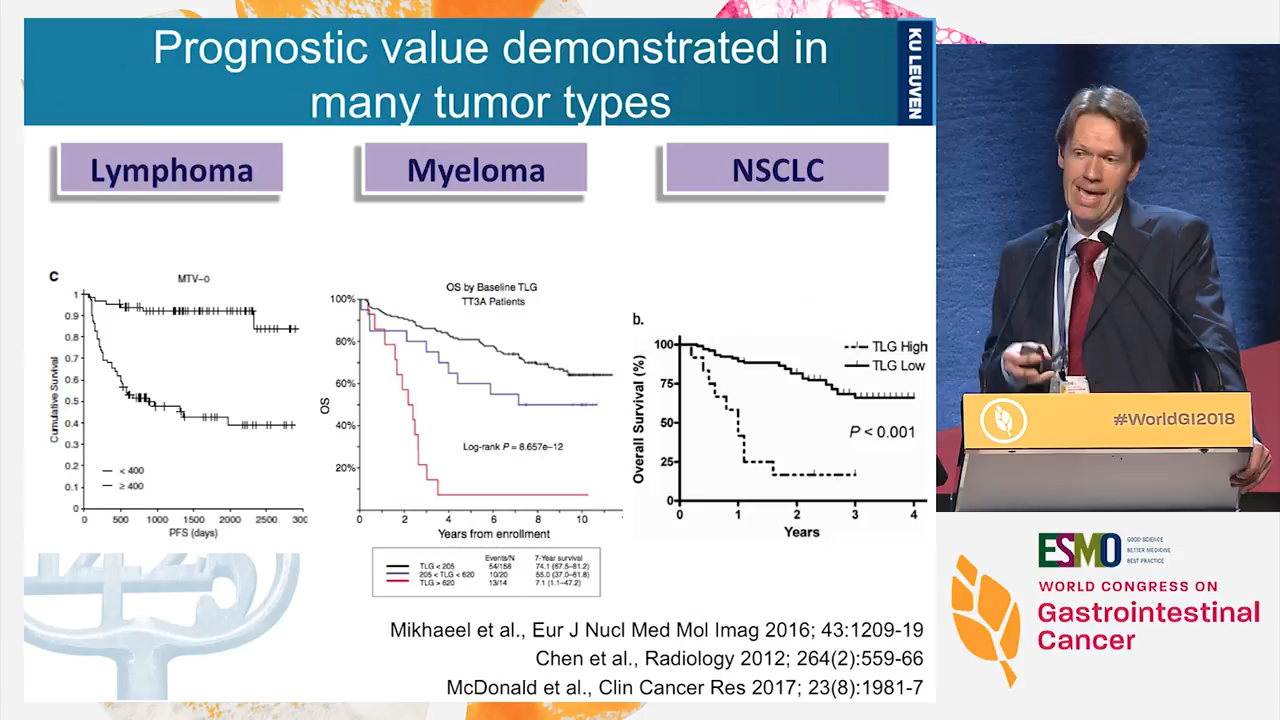 Prognostic value demonstrated in
many tumor types
KU LEUVEN
Lymphoma
Myeloma
NSCLC
c
MTV-0
1
0.9
0.7
0.6
0.4
0.3
0.2
0.1
0
Cumulative Survival
< 400
≥ 400
0 500 1000 1500 2000 2500
PFS (days)
OS by Baseline TLG
TT3A Patients
100%
80%
60%
40%
20%
OS
Log-rank P = 8.657e-12
0 2 4 6 8 10
Years from enrollment
Events/N 7-Year survival
TLG < 205 54/158 74.1 (67.5-81.2)
205 < TLG < 620 10/20 55.0 (37.0-81.8)
TLG > 620 13/14 7.1 (1.1-47.2)
b.
100
75
50
25
0
Overall Survival (%)
TLG High
TLG Low
P < 0.001
0 1 2 3 4
Years
Mikhaeel et al., Eur J Nucl Med Mol Imag 2016; 43:1209-19
Chen et al., Radiology 2012; 264(2):559-66
McDonald et al., Clin Cancer Res 2017; 23(8):1981-7
#WorldGI2018
ESMO
GOOD SCIENCE
BETTER MEDICINE
BEST PRACTICE
WORLD CONGRESS ON
Gastrointestinal
Cancer